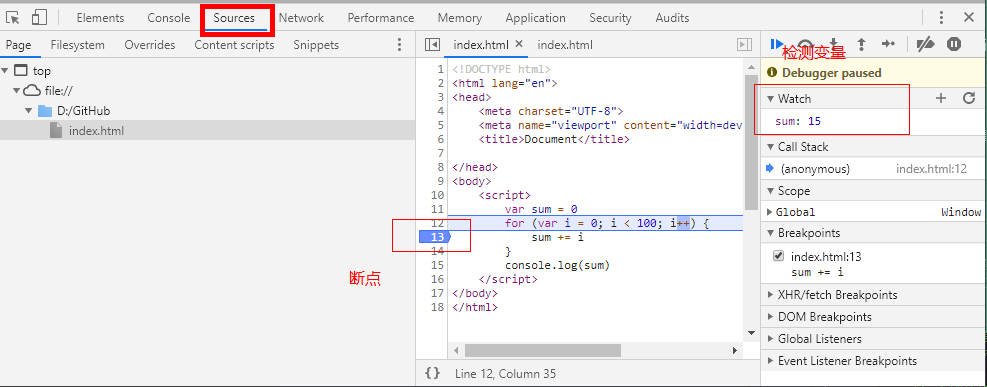 Elements Console Sources Network Performance Memory Application Security Audits
Page Filesystem Overrides Content scripts Snippets
index.html × index.html
检测变量
top
file://
D:/GitHub
index.html
1 <!DOCTYPE html>
2 <html lang="en">
3 <head>
4 <meta charset="UTF-8">
5 <meta name="viewport" content="width=dev
6 <title>Document</title>
7
8 </head>
9 <body>
10 <script>
11 var sum = 0
12 for (var i = 0; i < 100; i++) {
13 sum += i
14 }
15 console.log(sum)
16 </script>
17 </body>
18 </html>
断点
{} Line 12, Column 35
Debugger paused
Watch
sum: 15
Call Stack
(anonymous) index.html:12
Scope
Global Window
Breakpoints
index.html:13
sum += i
XHR/fetch Breakpoints
DOM Breakpoints
Global Listeners
Event Listener Breakpoints